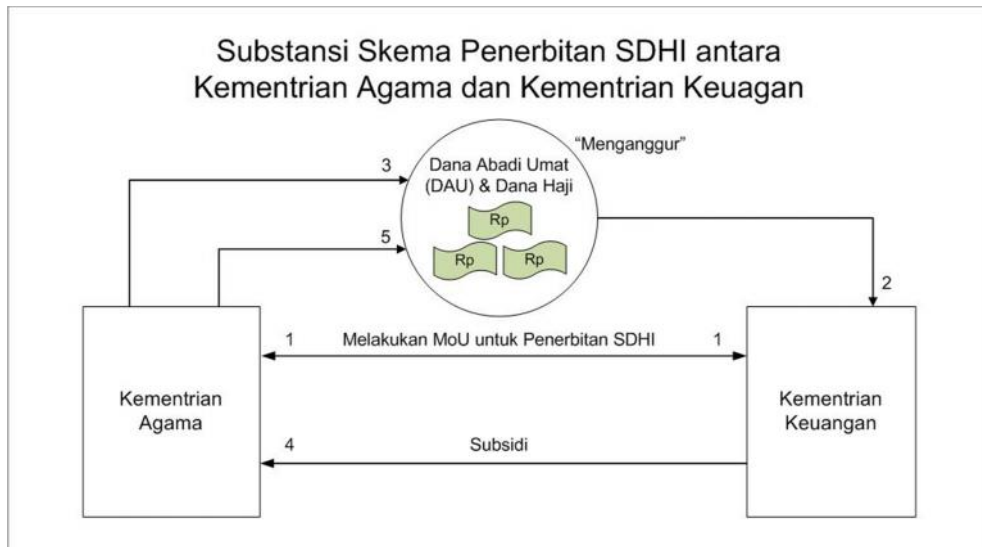 Substansi Skema Penerbitan SDHI antara
Kementrian Agama dan Kementrian Keuagan
"Menganggur"
3
Dana Abadi Umat
(DAU) & Dana Haji
Rp
5
Rp Rp
2
1 Melakukan MoU untuk Penerbitan SDHI 1
Kementrian
Agama
Kementrian
Keuangan
4 Subsidi